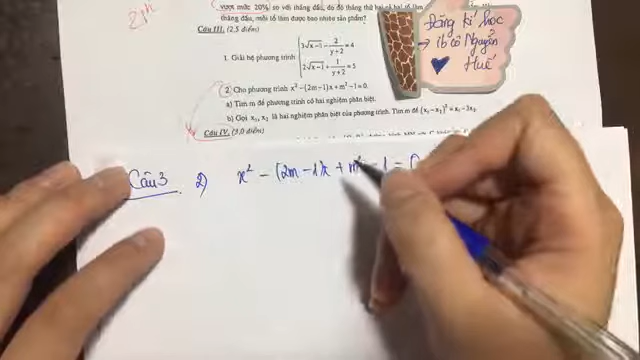 2m
vượt mức 20% so với tháng đầu, do đó tháng thứ hai cả hai tổ làm
tháng đầu, mỗi tổ làm được bao nhiêu sản phẩm?
Câu III. (2,5 điểm)
1. Giải hệ phương trình
3√x−1 − 2/(y+2) = 4
2√x−1 + 1/(y+2) = 5
2. Cho phương trình x² − (2m−1)x + m² −1 = 0.
a) Tìm m để phương trình có hai nghiệm phân biệt.
b) Gọi x₁, x₂ là hai nghiệm phân biệt của phương trình. Tìm m để (x₁ − x₂)² = x₁ − 3x₂.
Câu IV. (3,0 điểm)
Đăng kí học
→ ib cô Nguyễn
Huế
Câu 3 2) x² − (2m − 1)x + m² − 1 = 0